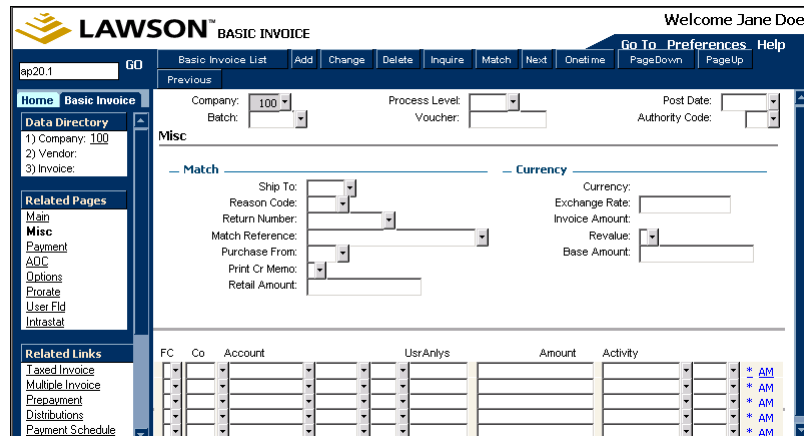 LAWSON™ BASIC INVOICE
Welcome Jane Doe
Go To Preferences Help
ap20.1 GO
Basic Invoice List Add Change Delete Inquire Match Next Onetime PageDown PageUp
Previous
Home Basic Invoice
Data Directory
1) Company: 100
2) Vendor:
3) Invoice:
Related Pages
Main
Misc
Payment
AOC
Options
Prorate
User Fld
Intrastat
Related Links
Taxed Invoice
Multiple Invoice
Prepayment
Distributions
Payment Schedule
Company: 100 Process Level: Post Date:
Batch: Voucher: Authority Code:
Misc
Match
Ship To:
Reason Code:
Return Number:
Match Reference:
Purchase From:
Print Cr Memo:
Retail Amount:
Currency
Currency:
Exchange Rate:
Invoice Amount:
Revalue:
Base Amount:
FC Co Account UsrAnlys Amount Activity
* AM
* AM
* AM
* AM
* AM